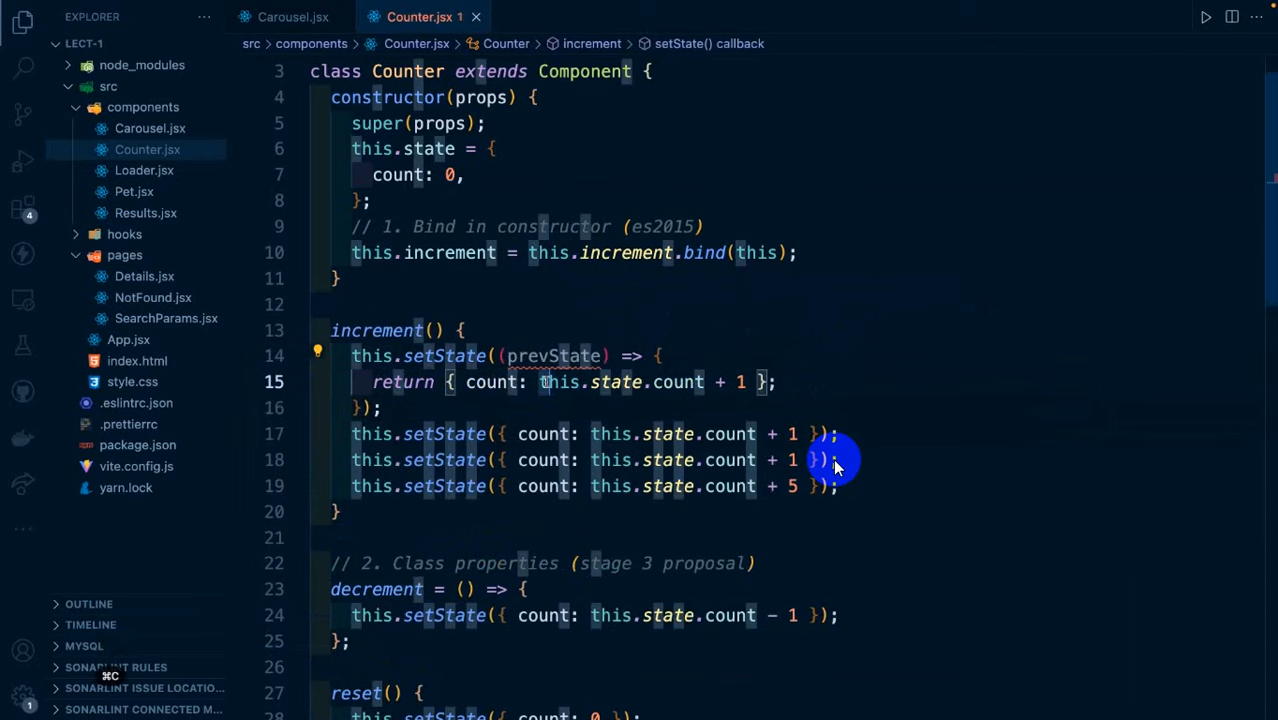 EXPLORER
LECT-1
node_modules
src
components
Carousel.jsx
Counter.jsx
Loader.jsx
Pet.jsx
Results.jsx
hooks
pages
Details.jsx
NotFound.jsx
SearchParams.jsx
App.jsx
index.html
style.css
.eslintrc.json
.prettierrc
package.json
vite.config.js
yarn.lock
OUTLINE
TIMELINE
MYSQL
SONARLINT RULES
SONARLINT ISSUE LOCATIO...
SONARLINT CONNECTED M...
⌘C
4
1
Carousel.jsx
Counter.jsx 1
src > components > Counter.jsx > Counter > increment > setState() callback
3 class Counter extends Component {
4 constructor(props) {
5 super(props);
6 this.state = {
7 count: 0,
8 };
9 // 1. Bind in constructor (es2015)
10 this.increment = this.increment.bind(this);
11 }
12
13 increment() {
14 this.setState((prevState) => {
15 return { count: this.state.count + 1 };
16 });
17 this.setState({ count: this.state.count + 1 });
18 this.setState({ count: this.state.count + 1 });
19 this.setState({ count: this.state.count + 5 });
20 }
21
22 // 2. Class properties (stage 3 proposal)
23 decrement = () => {
24 this.setState({ count: this.state.count - 1 });
25 };
26
27 reset() {
28 this.setState({ count: 0 });